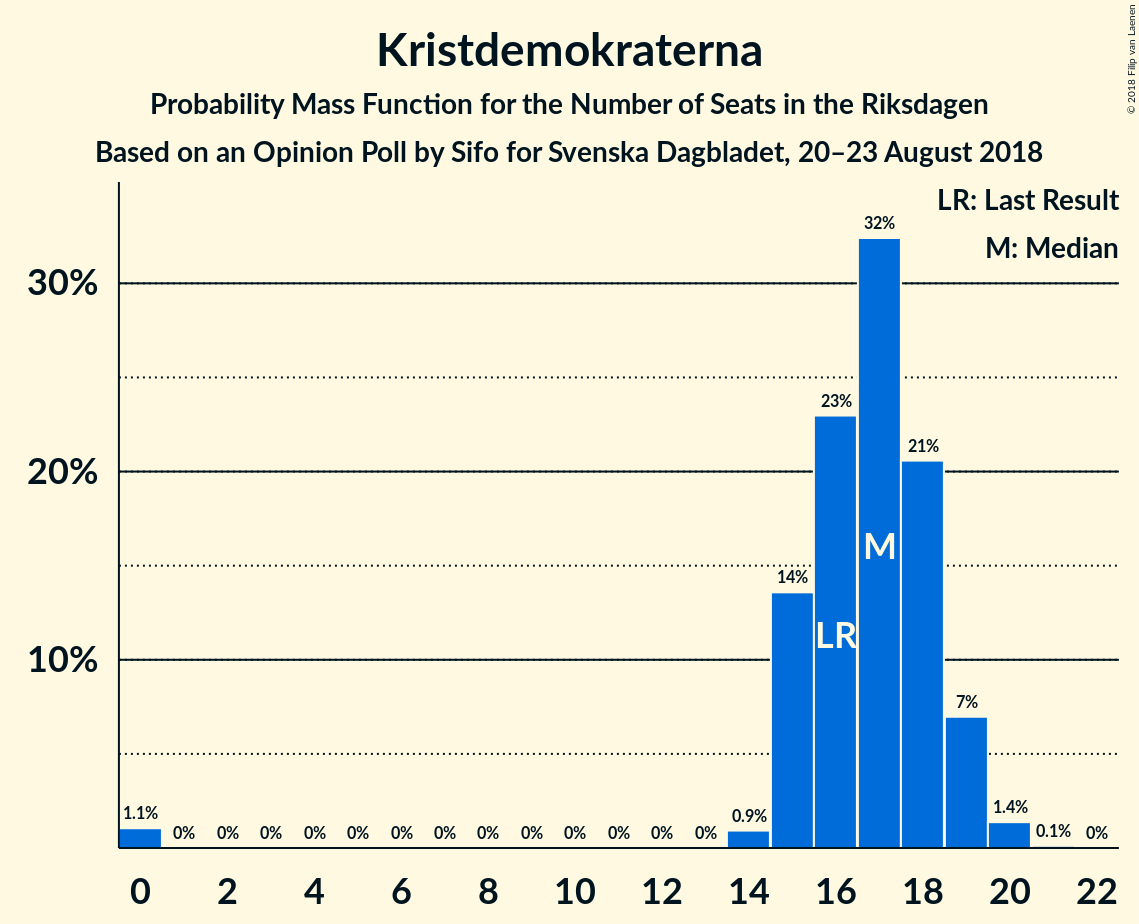 Kristdemokraterna
Probability Mass Function for the Number of Seats in the Riksdagen
Based on an Opinion Poll by Sifo for Svenska Dagbladet, 20–23 August 2018
© 2018 Filip van Laenen
LR: Last Result
M: Median
30%
20%
10%
1.1%
0%
0%
0%
0%
0%
0%
0%
0%
0%
0%
0%
0%
0%
0.9%
14%
23%
32%
21%
7%
1.4%
0.1%
0%
M
LR
0 2 4 6 8 10 12 14 16 18 20 22